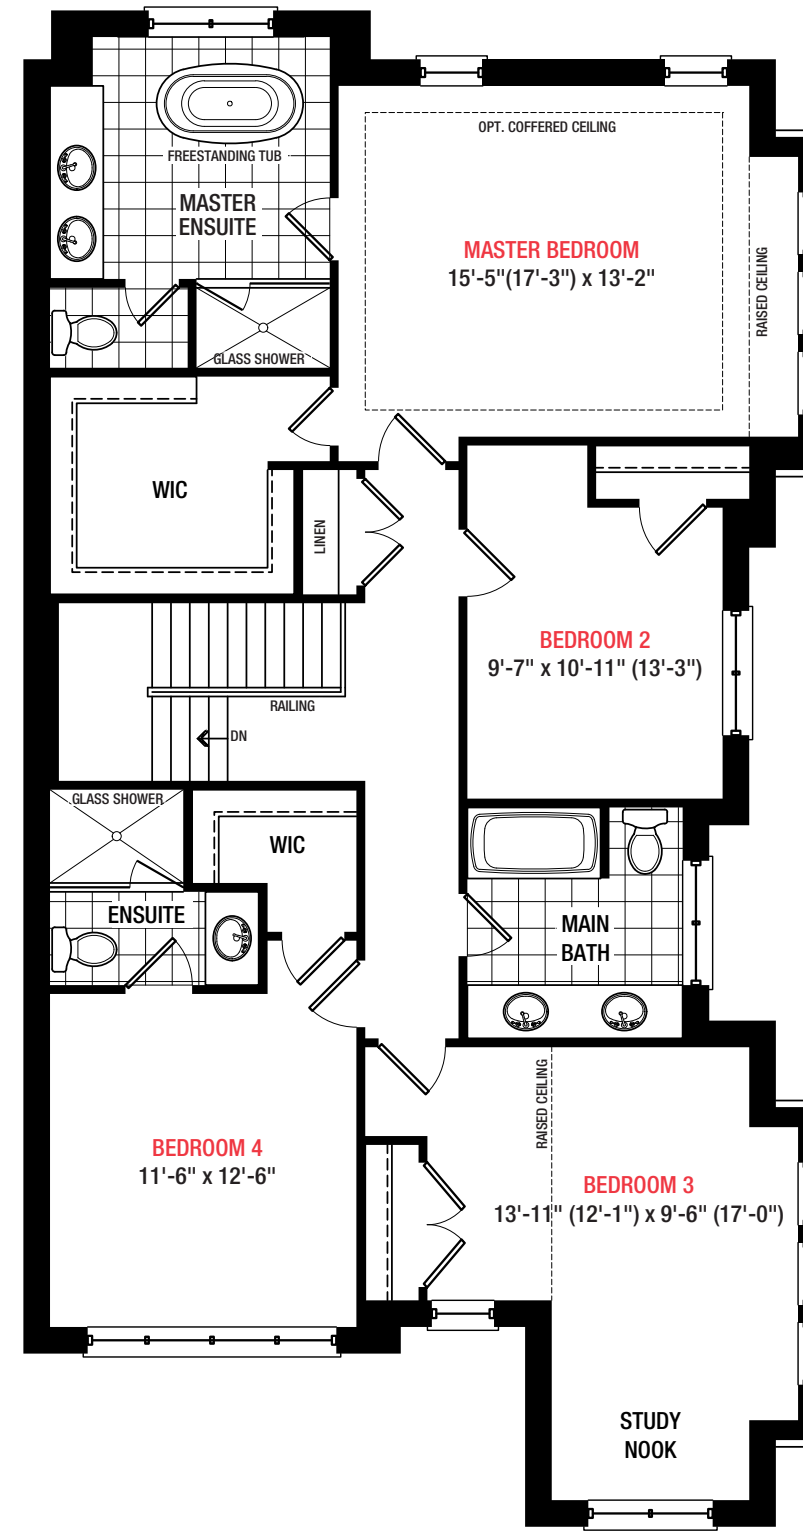 OPT. COFFERED CEILING
FREESTANDING TUB
MASTER
ENSUITE
MASTER BEDROOM
15'-5"(17'-3") x 13'-2"
RAISED CEILING
GLASS SHOWER
WIC
LINEN
BEDROOM 2
9'-7" x 10'-11" (13'-3")
RAILING
DN
GLASS SHOWER
WIC
ENSUITE
MAIN
BATH
RAISED CEILING
BEDROOM 4
11'-6" x 12'-6"
BEDROOM 3
13'-11" (12'-1") x 9'-6" (17'-0")
STUDY
NOOK